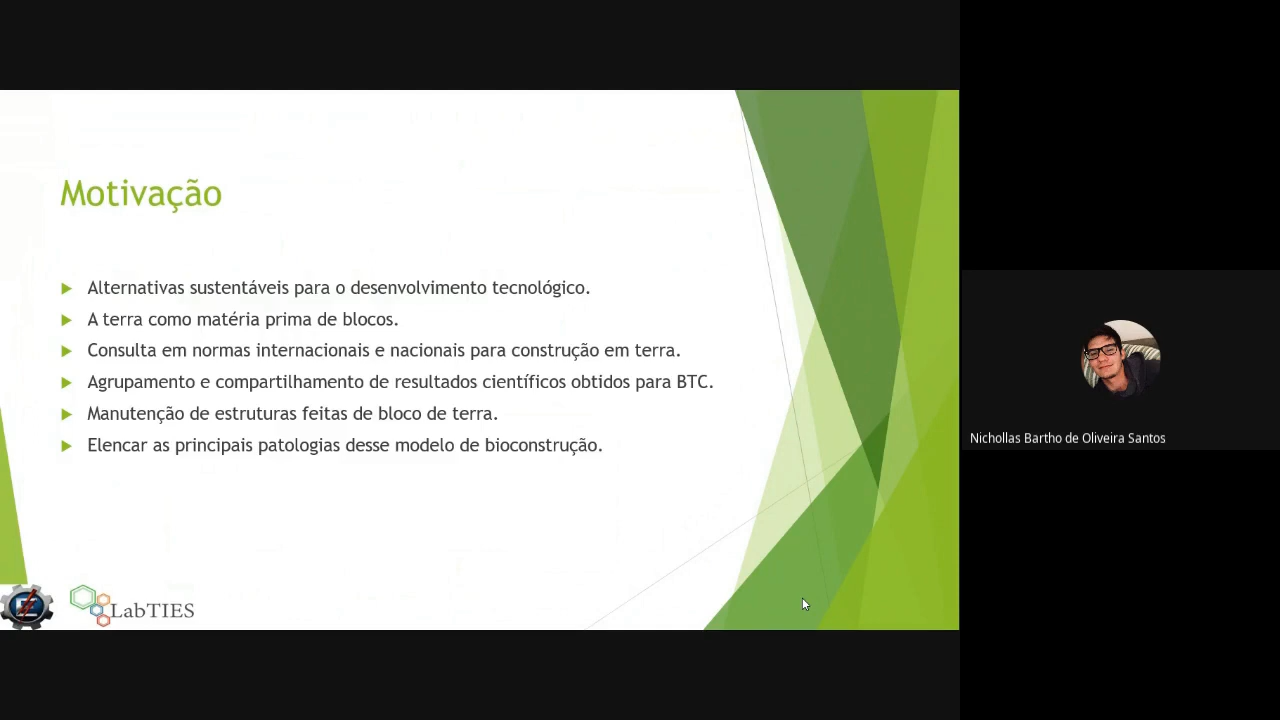 Motivação
Alternativas sustentáveis para o desenvolvimento tecnológico.
A terra como matéria prima de blocos.
Consulta em normas internacionais e nacionais para construção em terra.
Agrupamento e compartilhamento de resultados científicos obtidos para BTC.
Manutenção de estruturas feitas de bloco de terra.
Elencar as principais patologias desse modelo de bioconstrução.
LabTIES
Nichollas Bartho de Oliveira Santos